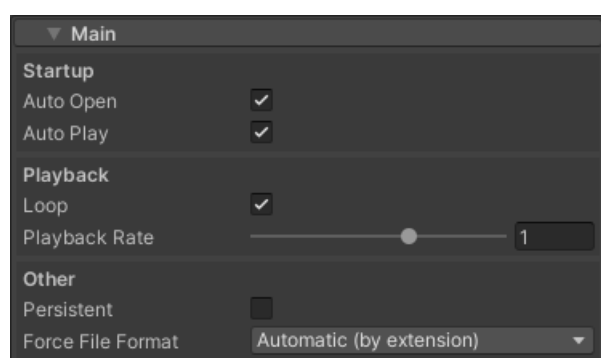 Main
Startup
Auto Open
Auto Play
Playback
Loop
Playback Rate 1
Other
Persistent
Force File Format Automatic (by extension)